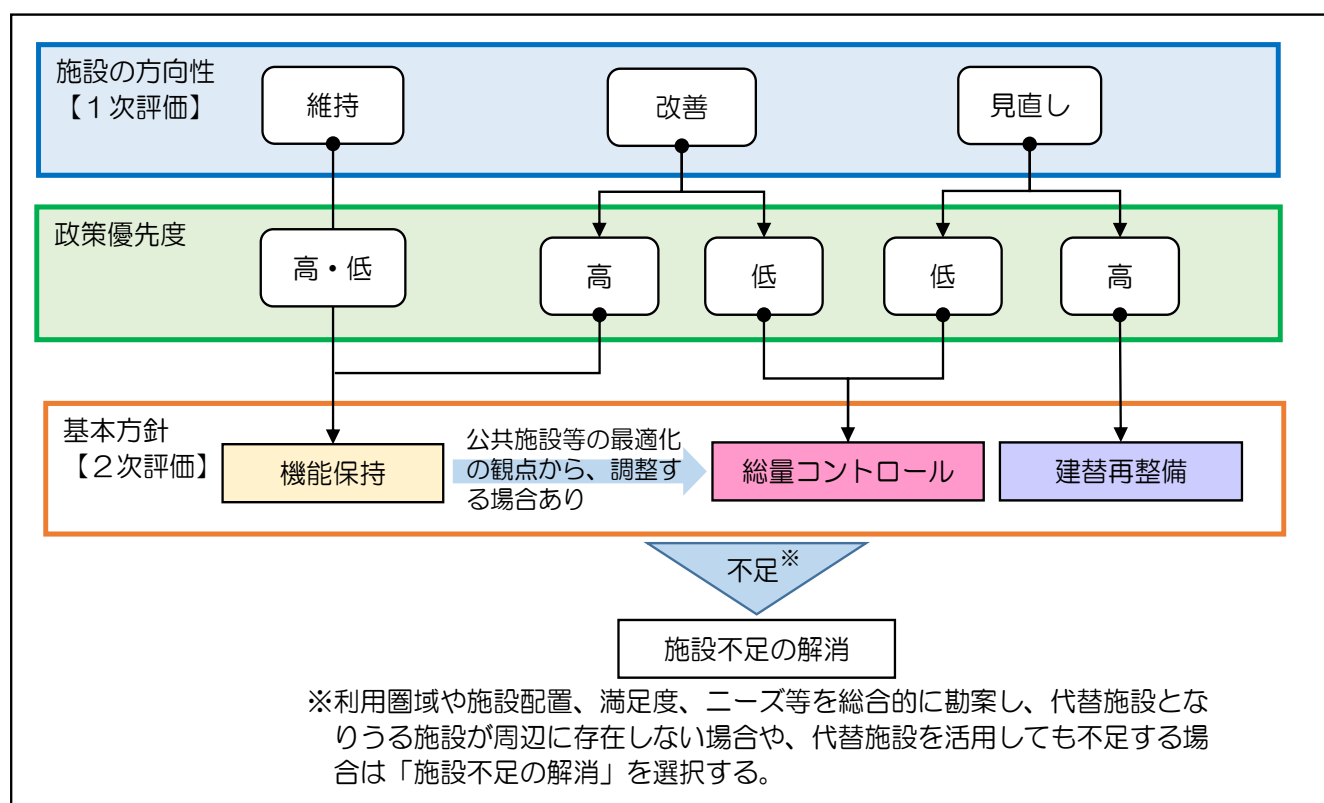 施設の方向性
【１次評価】
維持
改善
見直し
政策優先度
高・低
高
低
低
高
基本方針
【２次評価】
機能保持
公共施設等の最適化
の観点から、調整す
る場合あり
総量コントロール
建替再整備
不足※
施設不足の解消
※利用圏域や施設配置、満足度、ニーズ等を総合的に勘案し、代替施設とな
りうる施設が周辺に存在しない場合や、代替施設を活用しても不足する場
合は「施設不足の解消」を選択する。